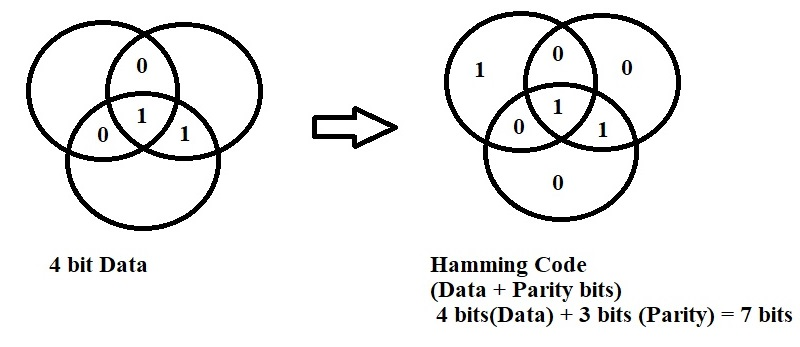 0
1
0
1
1
0
0
1
0
1
0
4 bit Data
Hamming Code
(Data + Parity bits)
4 bits(Data) + 3 bits (Parity) = 7 bits